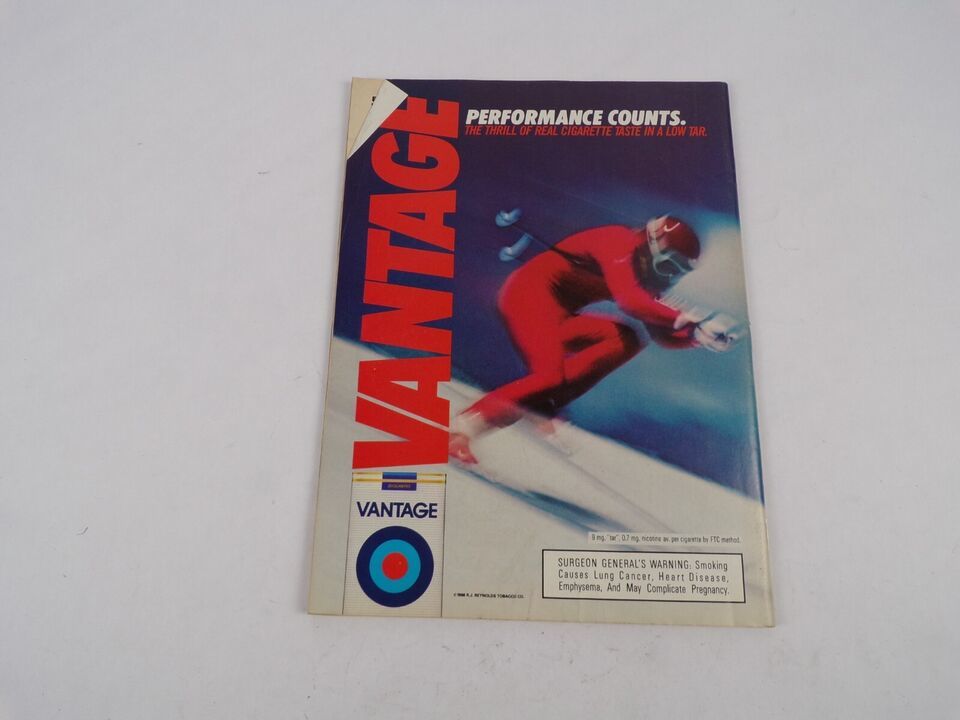 VANTAGE
PERFORMANCE COUNTS.
THE THRILL OF REAL CIGARETTE TASTE IN A LOW TAR.
VANTAGE
9 mg. "tar", 0.7 mg. nicotine av. per cigarette by FTC method.
SURGEON GENERAL'S WARNING: Smoking
Causes Lung Cancer, Heart Disease,
Emphysema, And May Complicate Pregnancy.
R.J. REYNOLDS TOBACCO CO.